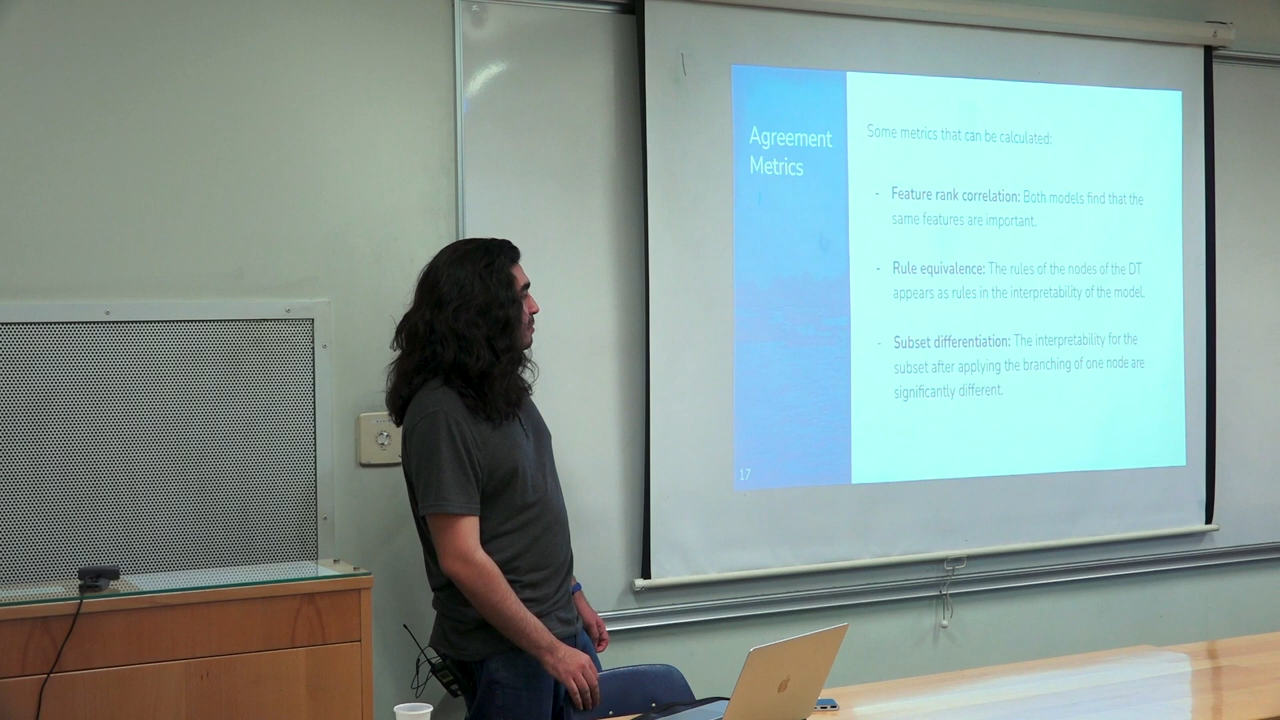 Agreement
Metrics
Some metrics that can be calculated:
- Feature rank correlation: Both models find that the
same features are important.
- Rule equivalence: The rules of the nodes of the DT
appears as rules in the interpretability of the model.
- Subset differentiation: The interpretability for the
subset after applying the branching of one node are
significantly different.
17